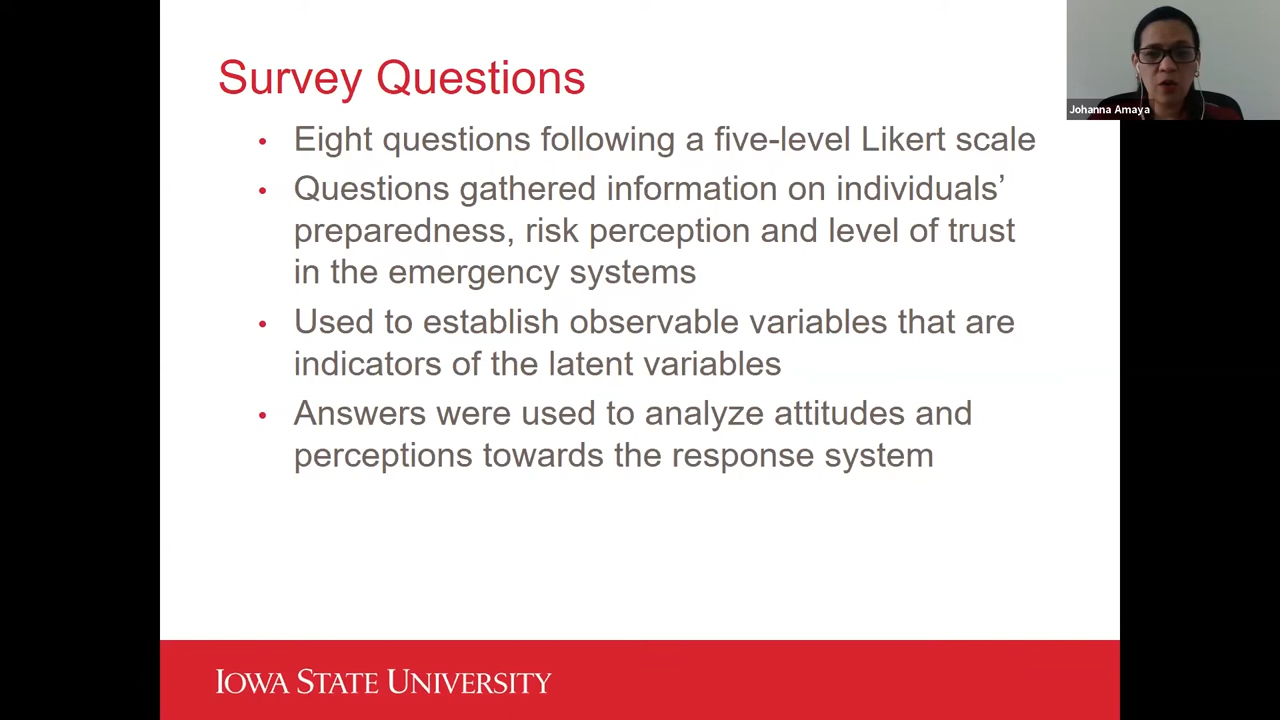 Survey Questions
Johanna Amaya
• Eight questions following a five-level Likert scale
• Questions gathered information on individuals’
preparedness, risk perception and level of trust
in the emergency systems
• Used to establish observable variables that are
indicators of the latent variables
• Answers were used to analyze attitudes and
perceptions towards the response system
IOWA STATE UNIVERSITY